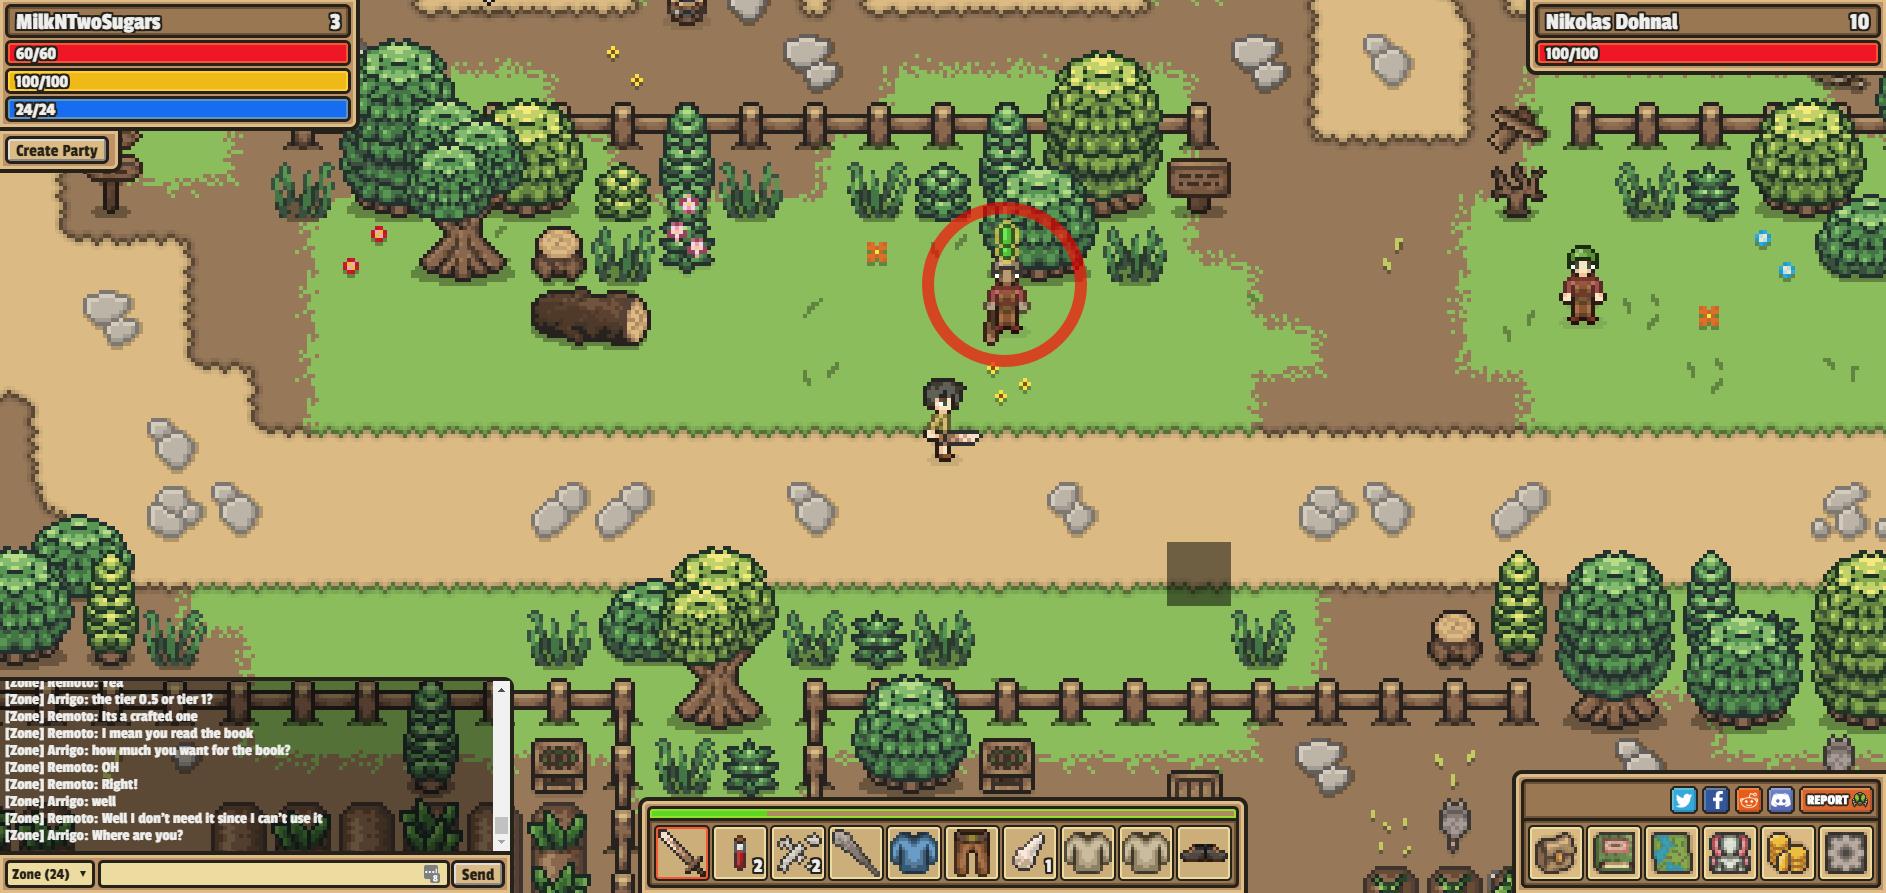 MilkNTwoSugars 3
60/60
100/100
24/24
Create Party
Nikolas Dohnal 10
100/100
[Zone] Remoto: Yea
[Zone] Arrigo: the tier 0.5 or tier 1?
[Zone] Remoto: Its a crafted one
[Zone] Remoto: I mean you read the book
[Zone] Arrigo: how much you want for the book?
[Zone] Remoto: OH
[Zone] Remoto: Right!
[Zone] Arrigo: well
[Zone] Remoto: Well I don't need it since I can't use it
[Zone] Arrigo: Where are you?
Zone (24)
Send
2
2
1
REPORT